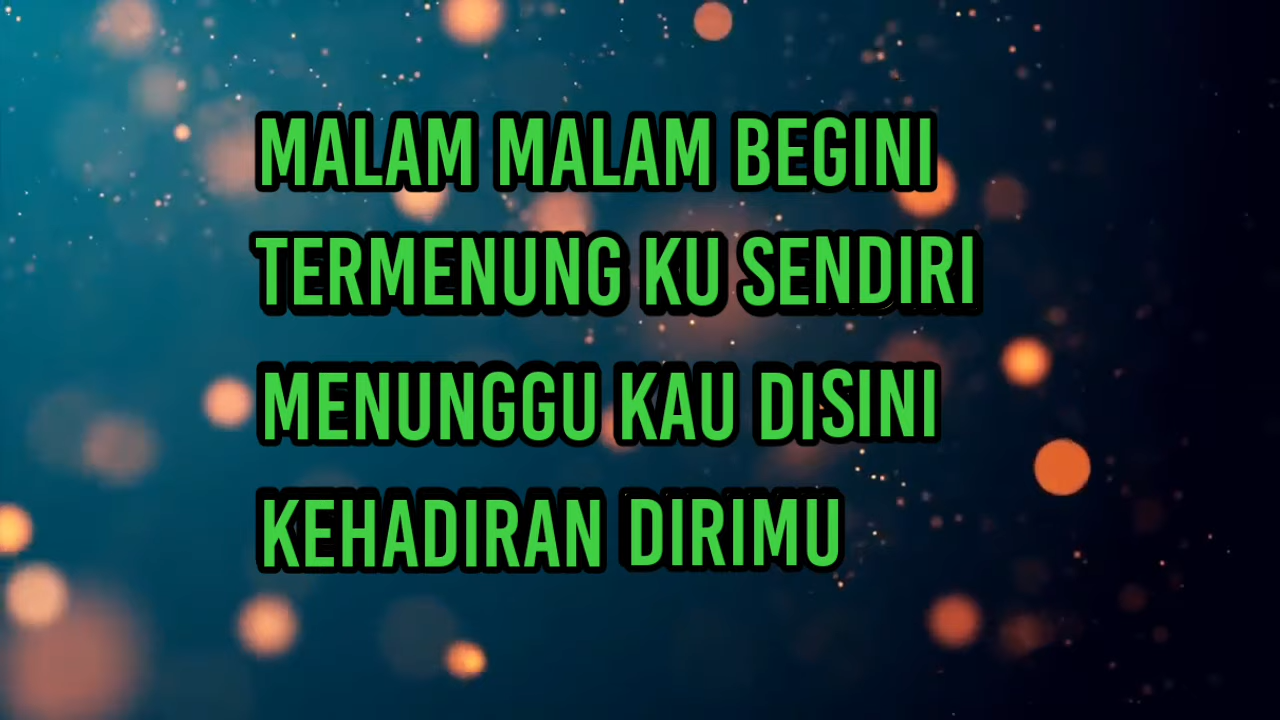 MALAM MALAM BEGINI
TERMENUNG KU SENDIRI
MENUNGGU KAU DISINI
KEHADIRAN DIRIMU